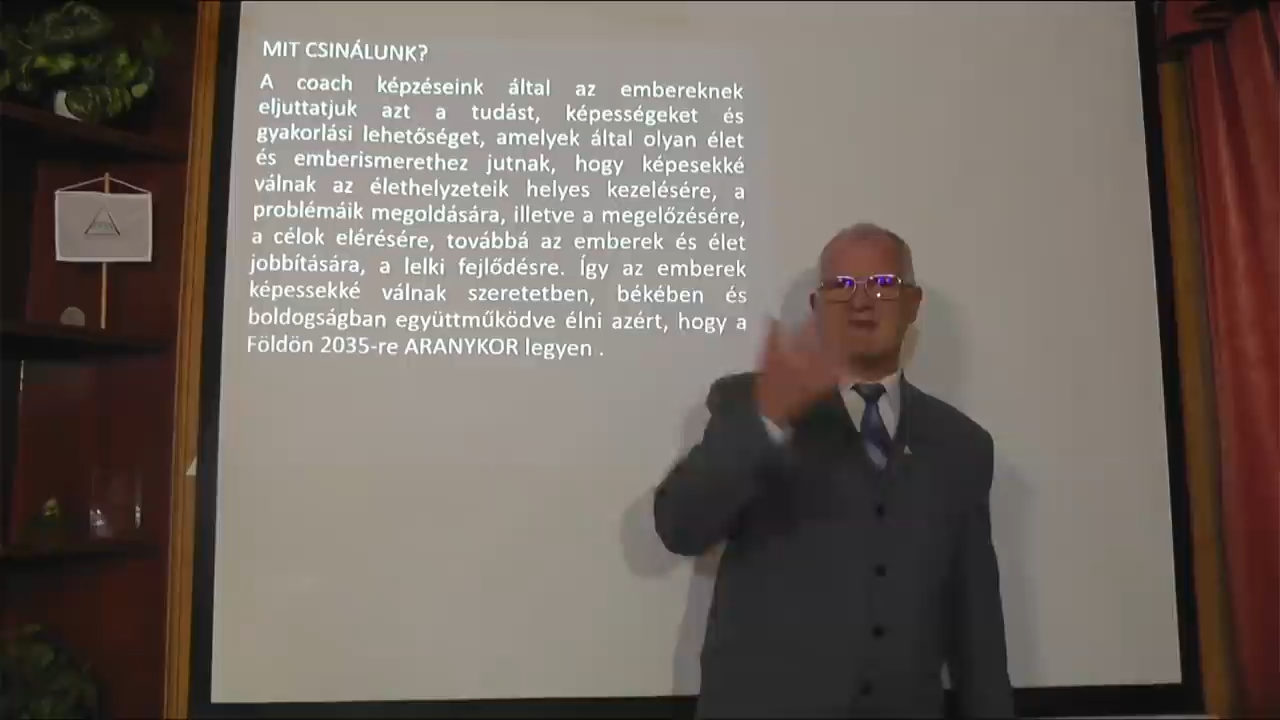 MIT CSINÁLUNK?
A coach képzéseink által az embereknek
eljuttatjuk azt a tudást, képességeket és
gyakorlási lehetőséget, amelyek által olyan élet
és emberismerethez jutnak, hogy képesekké
válnak az élethelyzeteik helyes kezelésére, a
problémáik megoldására, illetve a megelőzésére,
a célok elérésére, továbbá az emberek és élet
jobbítására, a lelki fejlődésre. Így az emberek
képessekké válnak szeretetben, békében és
boldogságban együttműködve élni azért, hogy a
Földön 2035-re ARANYKOR legyen .